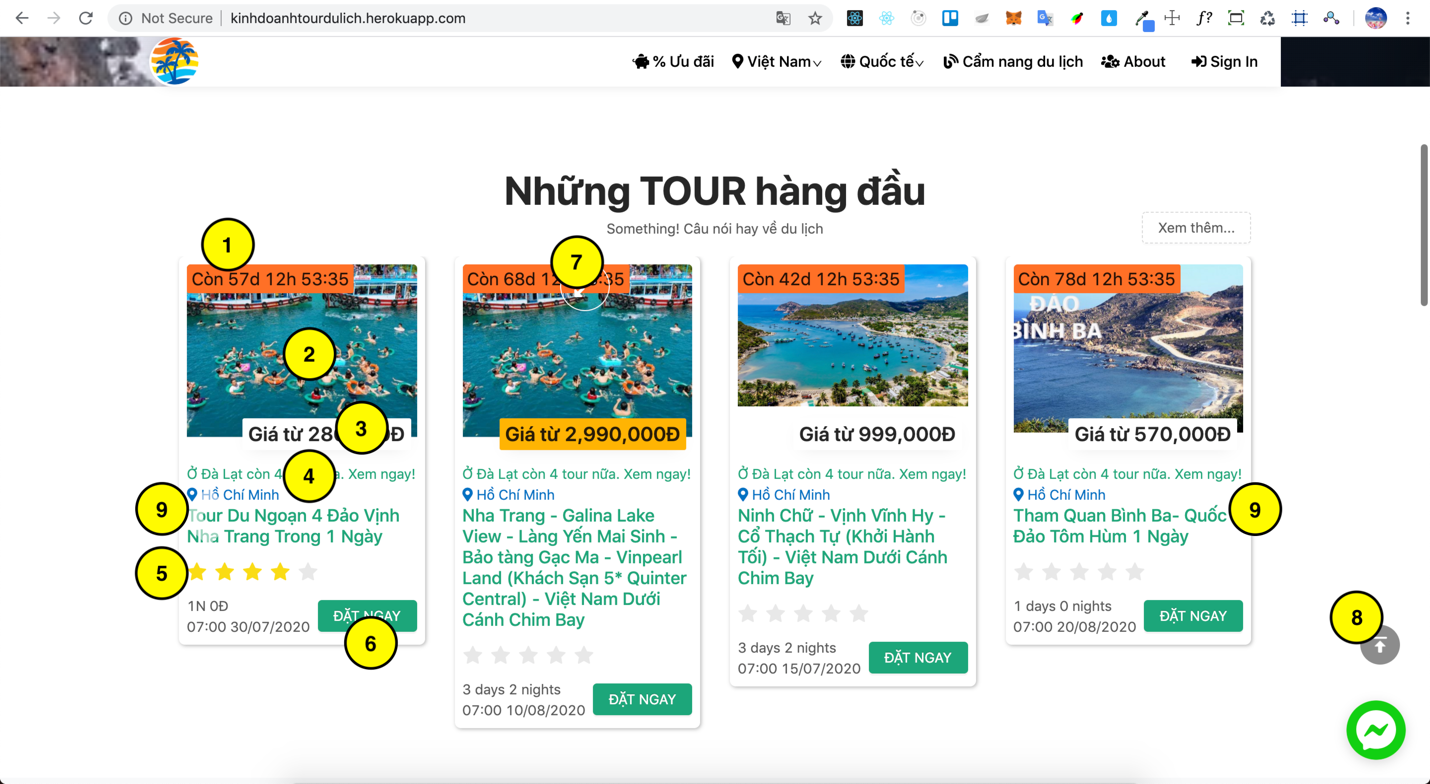 Not Secure
kinhdoanhtourdulich.herokuapp.com
f?
% Ưu đãi
Việt Nam
Quốc tế
Cẩm nang du lịch
About
Sign In
Những TOUR hàng đầu
Something! Câu nói hay về du lịch
Xem thêm...
1
Còn 57d 12h 53:35
2
Giá từ 28
0Đ
3
Ở Đà Lạt còn 4
a. Xem ngay!
4
9
Hồ Chí Minh
Tour Du Ngoạn 4 Đảo Vịnh
Nha Trang Trong 1 Ngày
5
1N 0Đ
07:00 30/07/2020
ĐẶT NGAY
6
7
Còn 68d 12
35
Giá từ 2,990,000Đ
Ở Đà Lạt còn 4 tour nữa. Xem ngay!
Hồ Chí Minh
Nha Trang - Galina Lake
View - Làng Yến Mai Sinh -
Bảo tàng Gạc Ma - Vinpearl
Land (Khách Sạn 5* Quinter
Central) - Việt Nam Dưới
Cánh Chim Bay
3 days 2 nights
07:00 10/08/2020
ĐẶT NGAY
Còn 42d 12h 53:35
Giá từ 999,000Đ
Ở Đà Lạt còn 4 tour nữa. Xem ngay!
Hồ Chí Minh
Ninh Chữ - Vịnh Vĩnh Hy -
Cổ Thạch Tự (Khởi Hành
Tối) - Việt Nam Dưới Cánh
Chim Bay
3 days 2 nights
07:00 15/07/2020
ĐẶT NGAY
Còn 78d 12h 53:35
ĐẢO
BÌNH BA
Giá từ 570,000Đ
Ở Đà Lạt còn 4 tour nữa. Xem ngay!
Hồ Chí Minh
Tham Quan Bình Ba- Quốc
Đảo Tôm Hùm 1 Ngày
9
1 days 0 nights
07:00 20/08/2020
ĐẶT NGAY
8